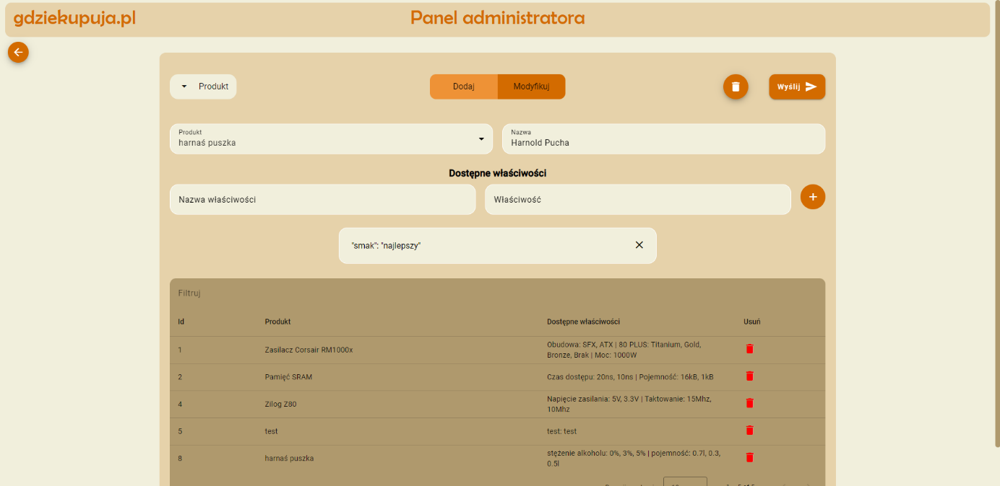 gdziekupuja.pl
Panel administratora
Produkt
Dodaj
Modyfikuj
Wyślij
Produkt
harnaś puszka
Nazwa
Harnold Pucha
Dostępne właściwości
Nazwa właściwości
Właściwość
"smak": "najlepszy"
Filtruj
Id Produkt Dostępne właściwości Usuń
1 Zasilacz Corsair RM1000x Obudowa: SFX, ATX | 80 PLUS: Titanium, Gold,
Bronze, Brak | Moc: 1000W
2 Pamięć SRAM Czas dostępu: 20ns, 10ns | Pojemność: 16kB, 1kB
4 Zilog Z80 Napięcie zasilania: 5V, 3.3V | Taktowanie: 15Mhz,
10Mhz
5 test test: test
8 harnaś puszka stężenie alkoholu: 0%, 3%, 5% | pojemność: 0.7l, 0.3,
0.5l